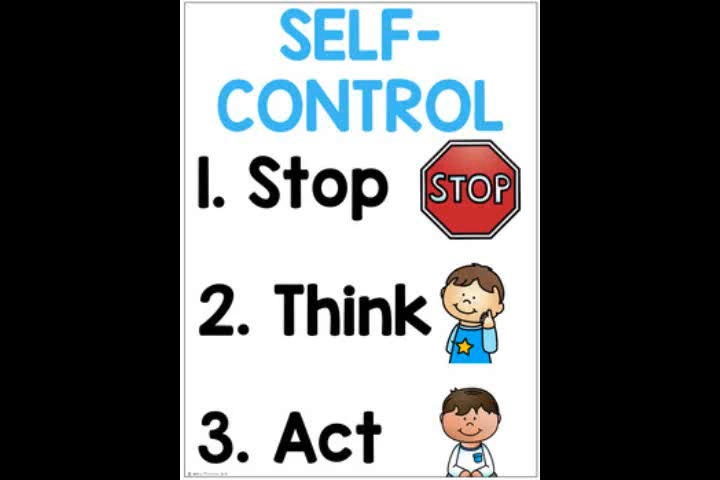 SELF-
CONTROL
1. Stop
STOP
2. Think
3. Act